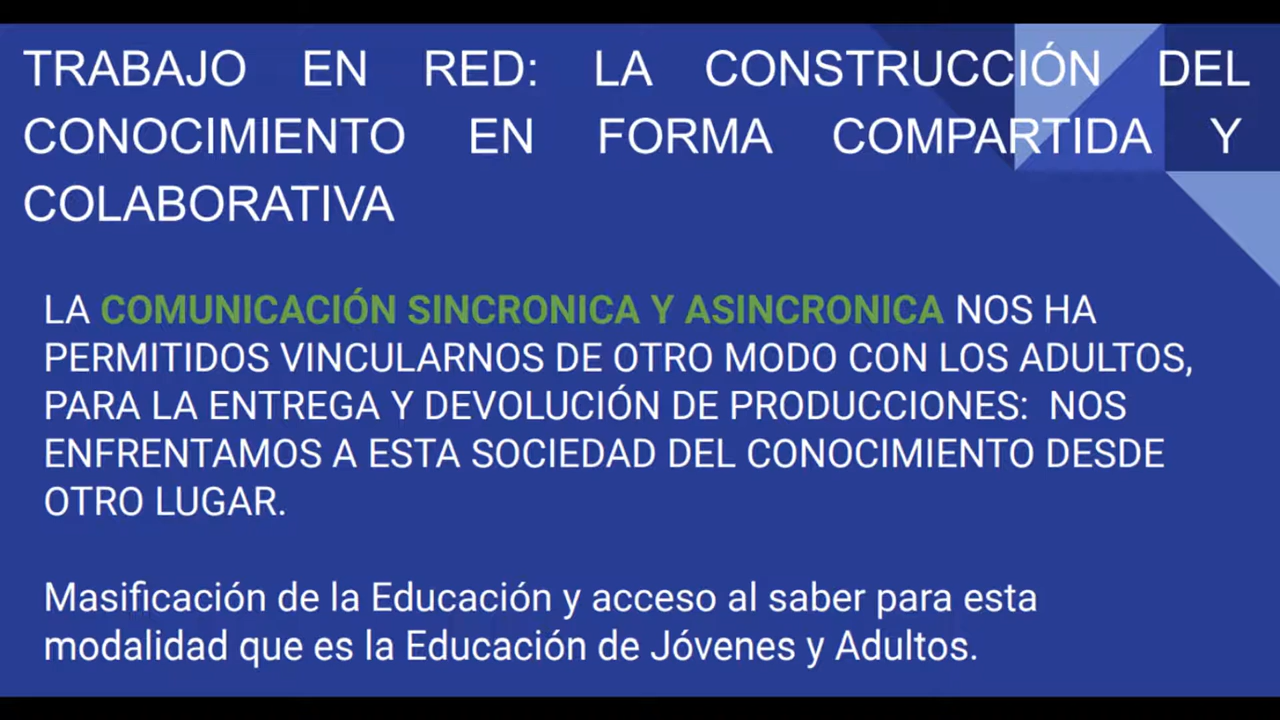 TRABAJO EN RED: LA CONSTRUCCIÓN DEL
CONOCIMIENTO EN FORMA COMPARTIDA Y
COLABORATIVA
LA COMUNICACIÓN SINCRONICA Y ASINCRONICA NOS HA
PERMITIDOS VINCULARNOS DE OTRO MODO CON LOS ADULTOS,
PARA LA ENTREGA Y DEVOLUCIÓN DE PRODUCCIONES: NOS
ENFRENTAMOS A ESTA SOCIEDAD DEL CONOCIMIENTO DESDE
OTRO LUGAR.
Masificación de la Educación y acceso al saber para esta
modalidad que es la Educación de Jóvenes y Adultos.